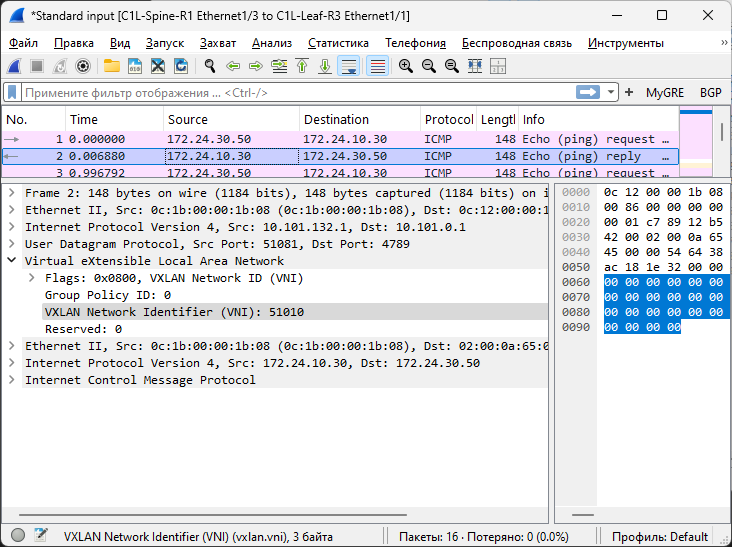 *Standard input [C1L-Spine-R1 Ethernet1/3 to C1L-Leaf-R3 Ethernet1/1]
Файл Правка Вид Запуск Захват Анализ Статистика Телефония Беспроводная связь Инструменты »
Примените фильтр отображения ... <Ctrl-/> + MyGRE BGP
No. Time Source Destination Protocol Lengtl Info
1 0.000000 172.24.30.50 172.24.10.30 ICMP 148 Echo (ping) request …
2 0.006880 172.24.10.30 172.24.30.50 ICMP 148 Echo (ping) reply …
3 0.996792 172.24.30.50 172.24.10.30 ICMP 148 Echo (ping) request …
Frame 2: 148 bytes on wire (1184 bits), 148 bytes captured (1184 bits) on i
Ethernet II, Src: 0c:1b:00:00:1b:08 (0c:1b:00:00:1b:08), Dst: 0c:12:00:00:1
Internet Protocol Version 4, Src: 10.101.132.1, Dst: 10.101.0.1
User Datagram Protocol, Src Port: 51081, Dst Port: 4789
Virtual eXtensible Local Area Network
Flags: 0x0800, VXLAN Network ID (VNI)
Group Policy ID: 0
VXLAN Network Identifier (VNI): 51010
Reserved: 0
Ethernet II, Src: 0c:1b:00:00:1b:08 (0c:1b:00:00:1b:08), Dst: 02:00:0a:65:0
Internet Protocol Version 4, Src: 172.24.10.30, Dst: 172.24.30.50
Internet Control Message Protocol
0000 0c 12 00 00 1b 08
0010 00 86 00 00 00 00
0020 00 01 c7 89 12 b5
0030 42 00 02 00 0a 65
0040 45 00 00 54 64 38
0050 ac 18 1e 32 00 00
0060 00 00 00 00 00 00
0070 00 00 00 00 00 00
0080 00 00 00 00 00 00
0090 00 00 00 00
VXLAN Network Identifier (VNI) (vxlan.vni), 3 байта
Пакеты: 16 · Потеряно: 0 (0.0%)
Профиль: Default